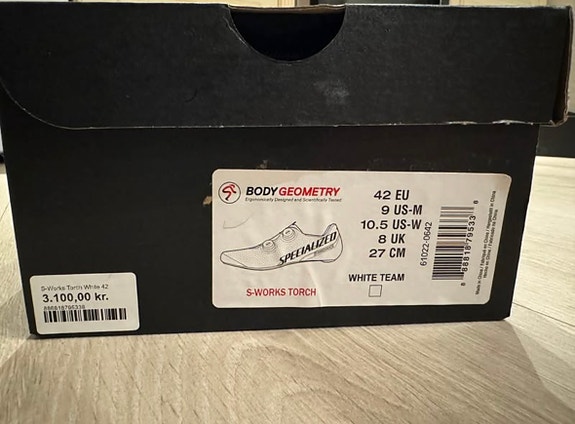 BODY GEOMETRY
Ergonomically Designed and Scientifically Tested
SPECIALIZED
S-WORKS TORCH
42 EU
9 US-M
10.5 US-W
8 UK
27 CM
WHITE TEAM
61022-0642
8 88818 79533 8
S-Works Torch White 42
3.100,00 kr.